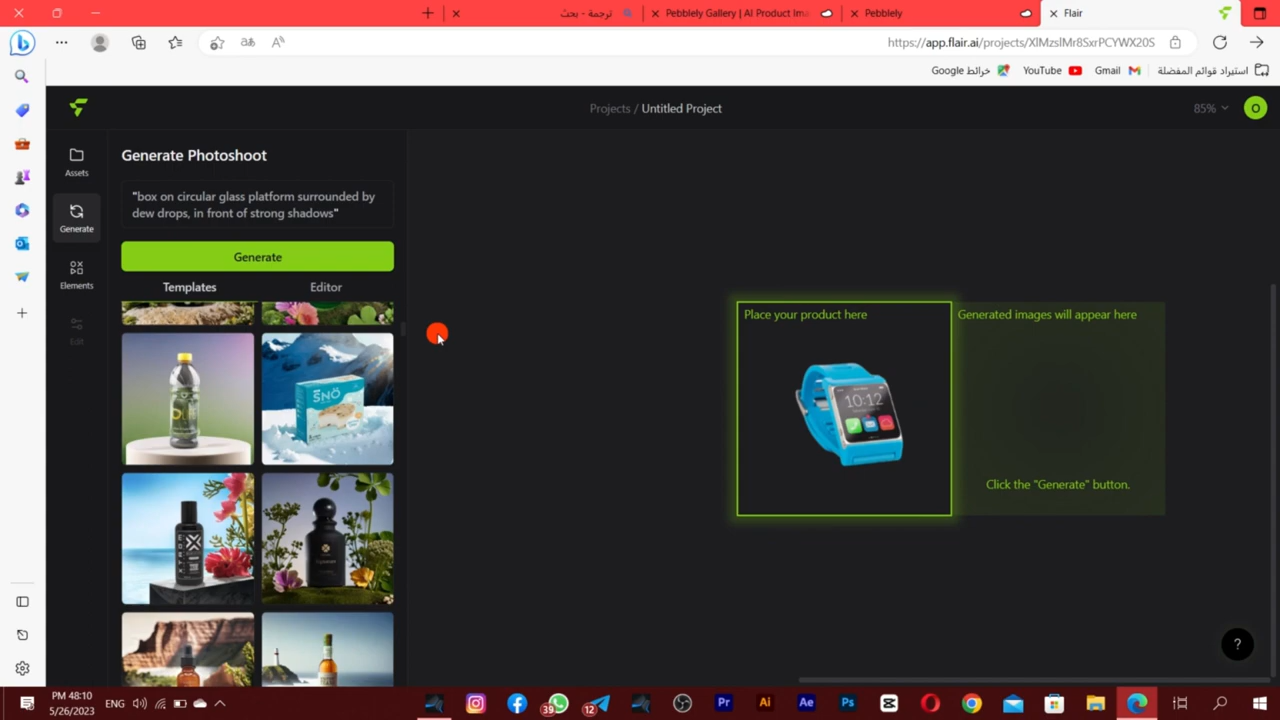 ترجمة - بحث
Pebblely Gallery | AI Product Ima
Pebblely
Flair
https://app.flair.ai/projects/XlMzslMr8SxrPCYWX20S
خرائط Google
YouTube
Gmail
استيراد قوائم المفضلة
Projects / Untitled Project
85%
O
Assets
Generate
Elements
Edit
Generate Photoshoot
"box on circular glass platform surrounded by
dew drops, in front of strong shadows"
Generate
Templates
Editor
SNÖ
XTROM
X
Place your product here
10:12
Generated images will appear here
Click the "Generate" button.
?
PM 48:10
5/26/2023
ENG
39
12
Pr
Ai
Ae
Ps